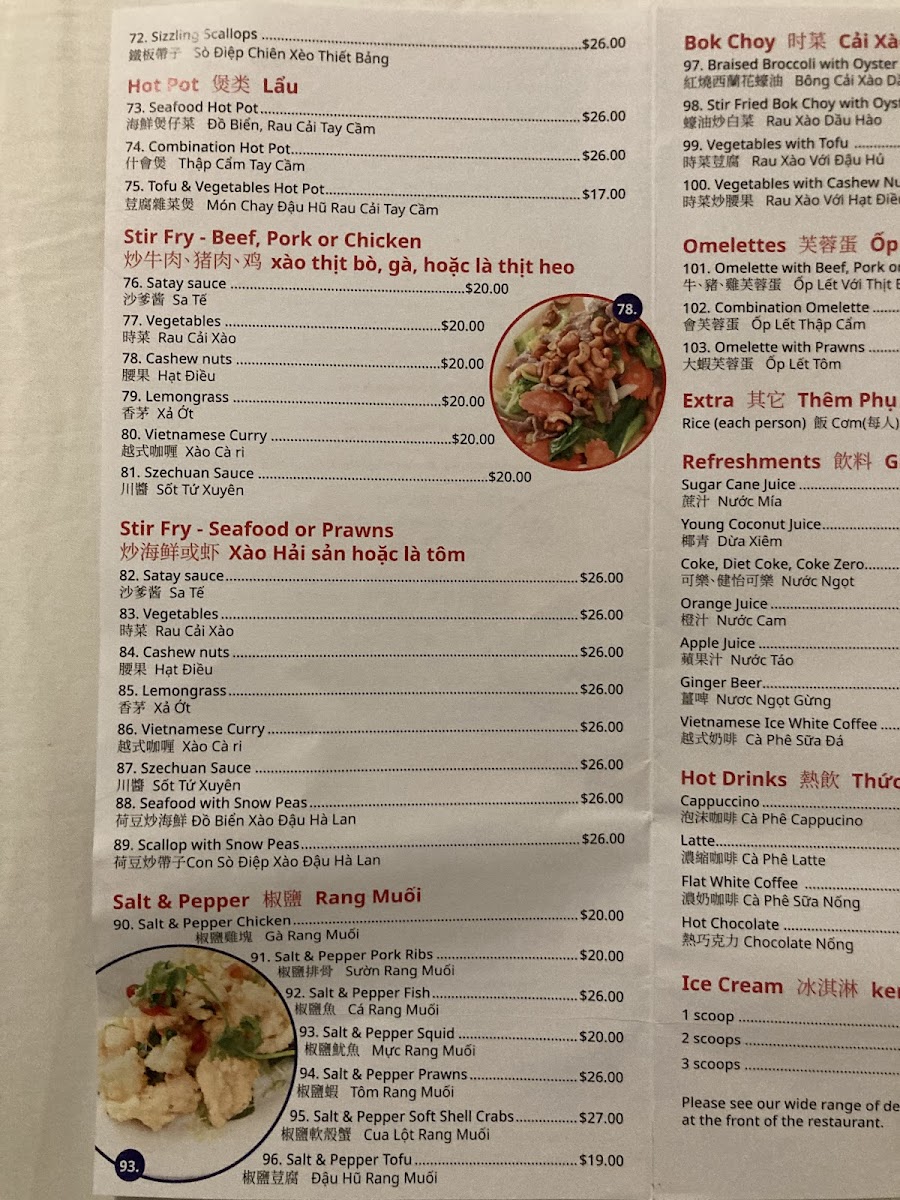 72. Sizzling Scallops ........ $26.00
鐵板帶子 Sò Điệp Chiên Xèo Thiết Bảng
Hot Pot 煲类 Lẩu
73. Seafood Hot Pot ........ $26.00
海鮮煲仔菜 Đồ Biển, Rau Cải Tay Cầm
74. Combination Hot Pot ........ $26.00
什會煲 Thập Cẩm Tay Cầm
75. Tofu & Vegetables Hot Pot ........ $17.00
荳腐雜菜煲 Món Chay Đậu Hũ Rau Cải Tay Cầm
Stir Fry - Beef, Pork or Chicken
炒牛肉、猪肉、鸡 xào thịt bò, gà, hoặc là thịt heo
76. Satay sauce ........ $20.00
沙爹酱 Sa Tế
77. Vegetables ........ $20.00
時菜 Rau Cải Xào
78. Cashew nuts ........ $20.00
腰果 Hạt Điều
79. Lemongrass ........ $20.00
香茅 Xả Ớt
80. Vietnamese Curry ........ $20.00
越式咖喱 Xào Cà ri
81. Szechuan Sauce ........ $20.00
川醬 Sốt Tứ Xuyên
78.
Stir Fry - Seafood or Prawns
炒海鲜或虾 Xào Hải sản hoặc là tôm
82. Satay sauce ........ $26.00
沙爹酱 Sa Tế
83. Vegetables ........ $26.00
時菜 Rau Cải Xào
84. Cashew nuts ........ $26.00
腰果 Hạt Điều
85. Lemongrass ........ $26.00
香茅 Xả Ớt
86. Vietnamese Curry ........ $26.00
越式咖喱 Xào Cà ri
87. Szechuan Sauce ........ $26.00
川醬 Sốt Tứ Xuyên
88. Seafood with Snow Peas ........ $26.00
荷豆炒海鮮 Đồ Biển Xào Đậu Hà Lan
89. Scallop with Snow Peas ........ $26.00
荷豆炒帶子 Con Sò Điệp Xào Đậu Hà Lan
Salt & Pepper 椒鹽 Rang Muối
90. Salt & Pepper Chicken ........ $20.00
椒鹽雞塊 Gà Rang Muối
91. Salt & Pepper Pork Ribs ........ $20.00
椒鹽排骨 Sườn Rang Muối
92. Salt & Pepper Fish ........ $26.00
椒鹽魚 Cá Rang Muối
93. Salt & Pepper Squid ........ $20.00
椒鹽魷魚 Mực Rang Muối
94. Salt & Pepper Prawns ........ $26.00
椒鹽蝦 Tôm Rang Muối
95. Salt & Pepper Soft Shell Crabs ........ $27.00
椒鹽軟殼蟹 Cua Lột Rang Muối
96. Salt & Pepper Tofu ........ $19.00
椒鹽荳腐 Đậu Hũ Rang Muối
93.
Bok Choy 时菜 Cải Xà
97. Braised Broccoli with Oyster
紅燒西蘭花蠔油 Bông Cải Xào
98. Stir Fried Bok Choy with
蠔油炒白菜 Rau Xào Dầu Hào
99. Vegetables with Tofu ........
時菜荳腐 Rau Xào Với Đậu Hủ
100. Vegetables with Cashew
時菜炒腰果 Rau Xào Với Hạt
Omelettes 芙蓉蛋 Ốp
101. Omelette with Beef, Pork
牛、豬、雞芙蓉蛋 Ốp Lết Với Thịt
102. Combination Omelette ........
會芙蓉蛋 Ốp Lết Thập Cẩm
103. Omelette with Prawns ........
大蝦芙蓉蛋 Ốp Lết Tôm
Extra 其它 Thêm Phụ
Rice (each person) 飯 Cơm(每人)
Refreshments 飲料 G
Sugar Cane Juice ........
蔗汁 Nước Mía
Young Coconut Juice ........
椰青 Dừa Xiêm
Coke, Diet Coke, Coke Zero ........
可樂、健怡可樂 Nước Ngọt
Orange Juice ........
橙汁 Nước Cam
Apple Juice ........
蘋果汁 Nước Táo
Ginger Beer ........
薑啤 Nươc Ngọt Gừng
Vietnamese Ice White Coffee ........
越式奶啡 Cà Phê Sữa Đá
Hot Drinks 熱飲 Thức
Cappuccino ........
泡沫咖啡 Cà Phê Cappucino
Latte ........
濃縮咖啡 Cà Phê Latte
Flat White Coffee ........
濃奶咖啡 Cà Phê Sữa Nống
Hot Chocolate ........
熱巧克力 Chocolate Nống
Ice Cream 冰淇淋 ke
1 scoop ........
2 scoops ........
3 scoops ........
Please see our wide range of de
at the front of the restaurant.